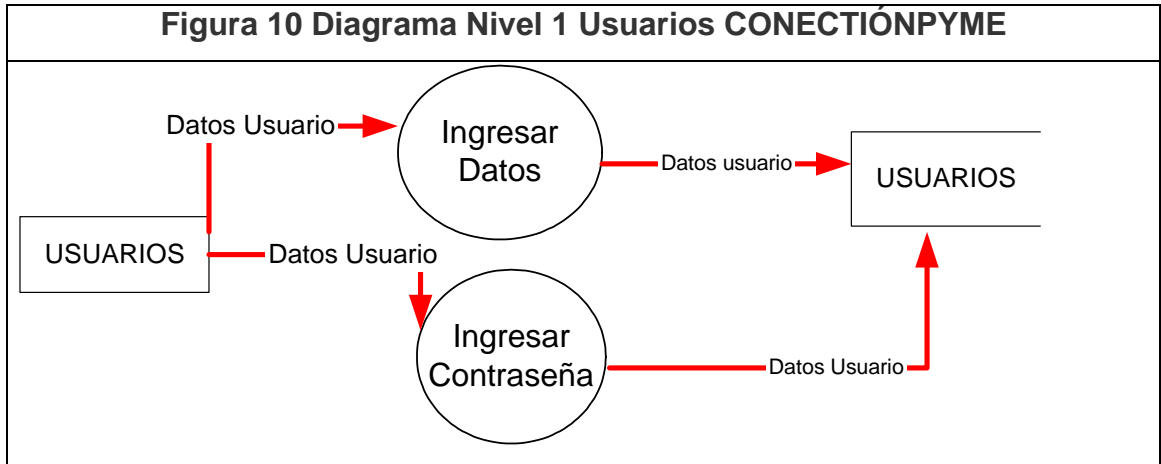 Figura 10 Diagrama Nivel 1 Usuarios CONECTIÓNPYME
Datos Usuario
Ingresar
Datos
Datos usuario
USUARIOS
USUARIOS
Datos Usuario
Ingresar
Contraseña
Datos Usuario